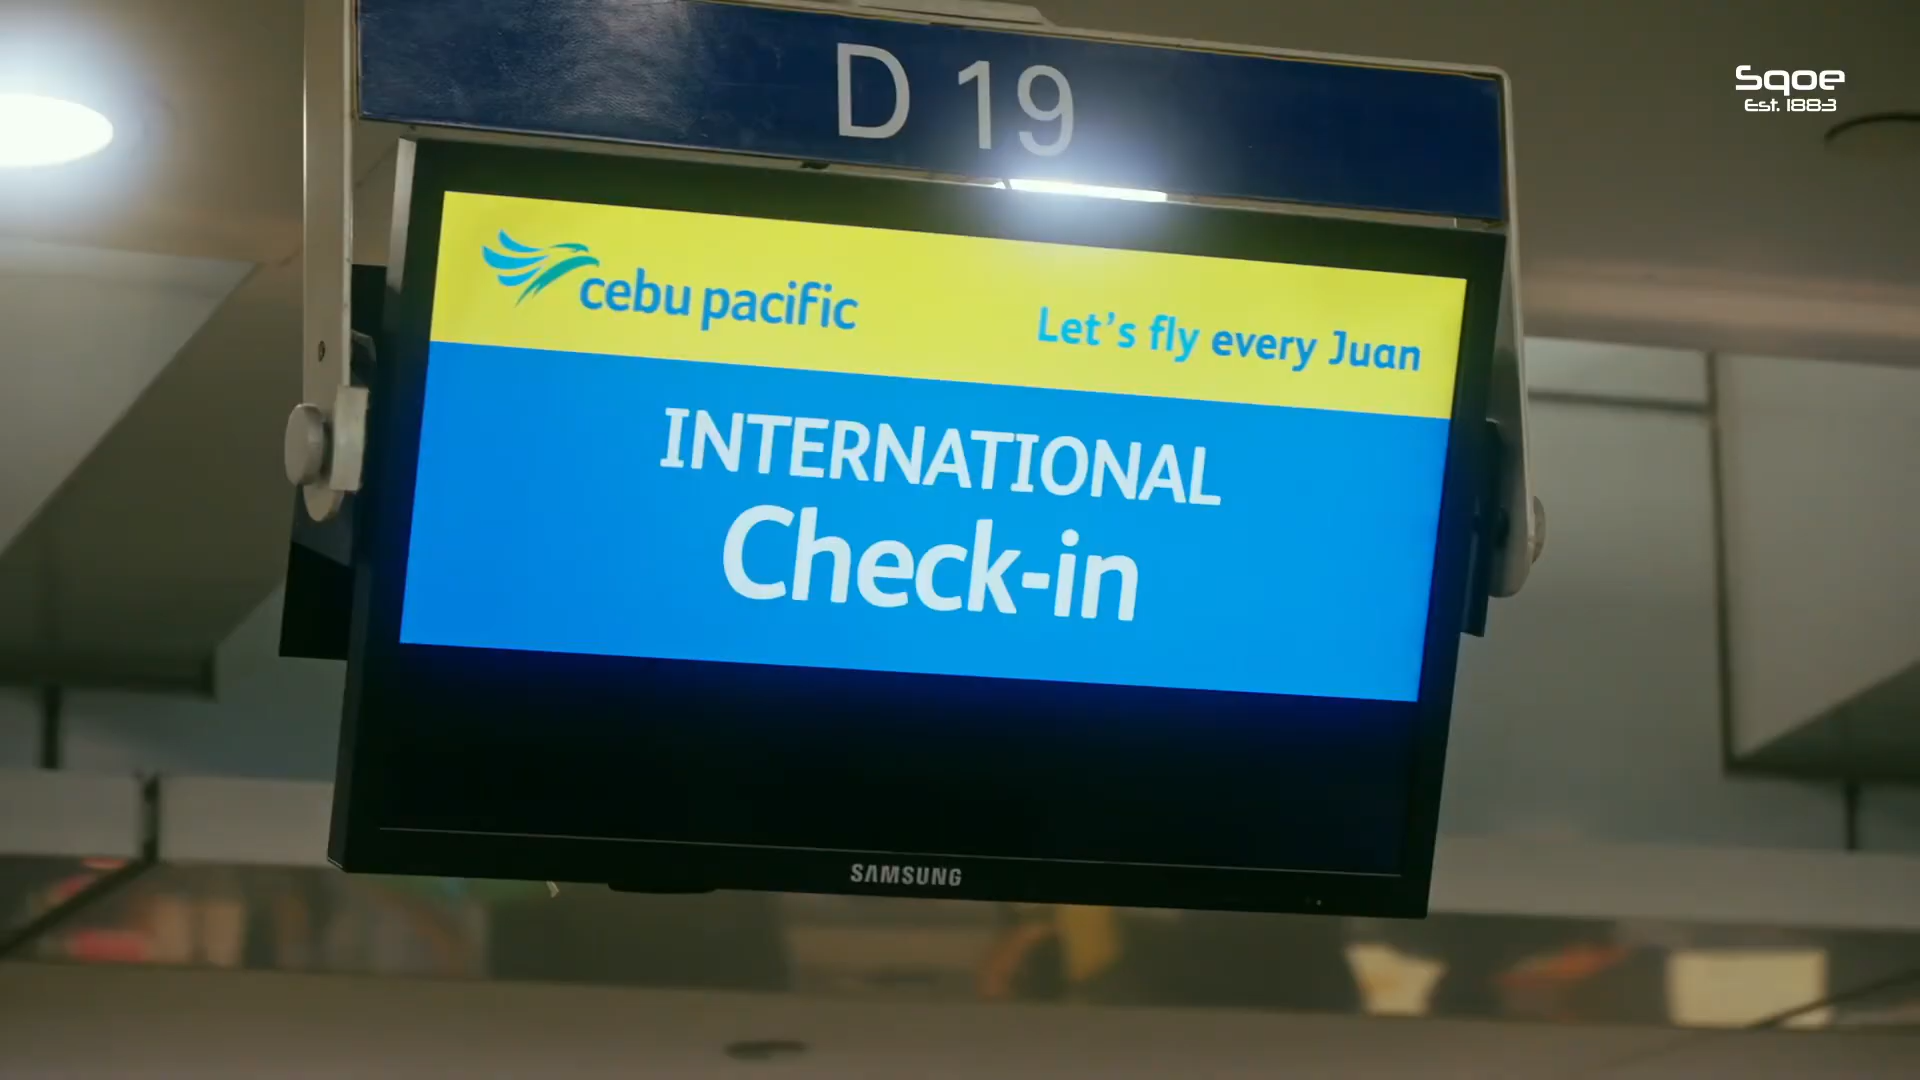 D 19
Sqoe
Est. 1883
cebu pacific
Let's fly every Juan
INTERNATIONAL
Check-in
SAMSUNG